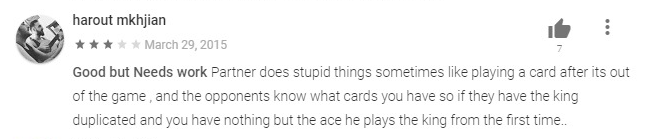 harout mkhjian
March 29, 2015
7
Good but Needs work Partner does stupid things sometimes like playing a card after its out
of the game , and the opponents know what cards you have so if they have the king
duplicated and you have nothing but the ace he plays the king from the first time..